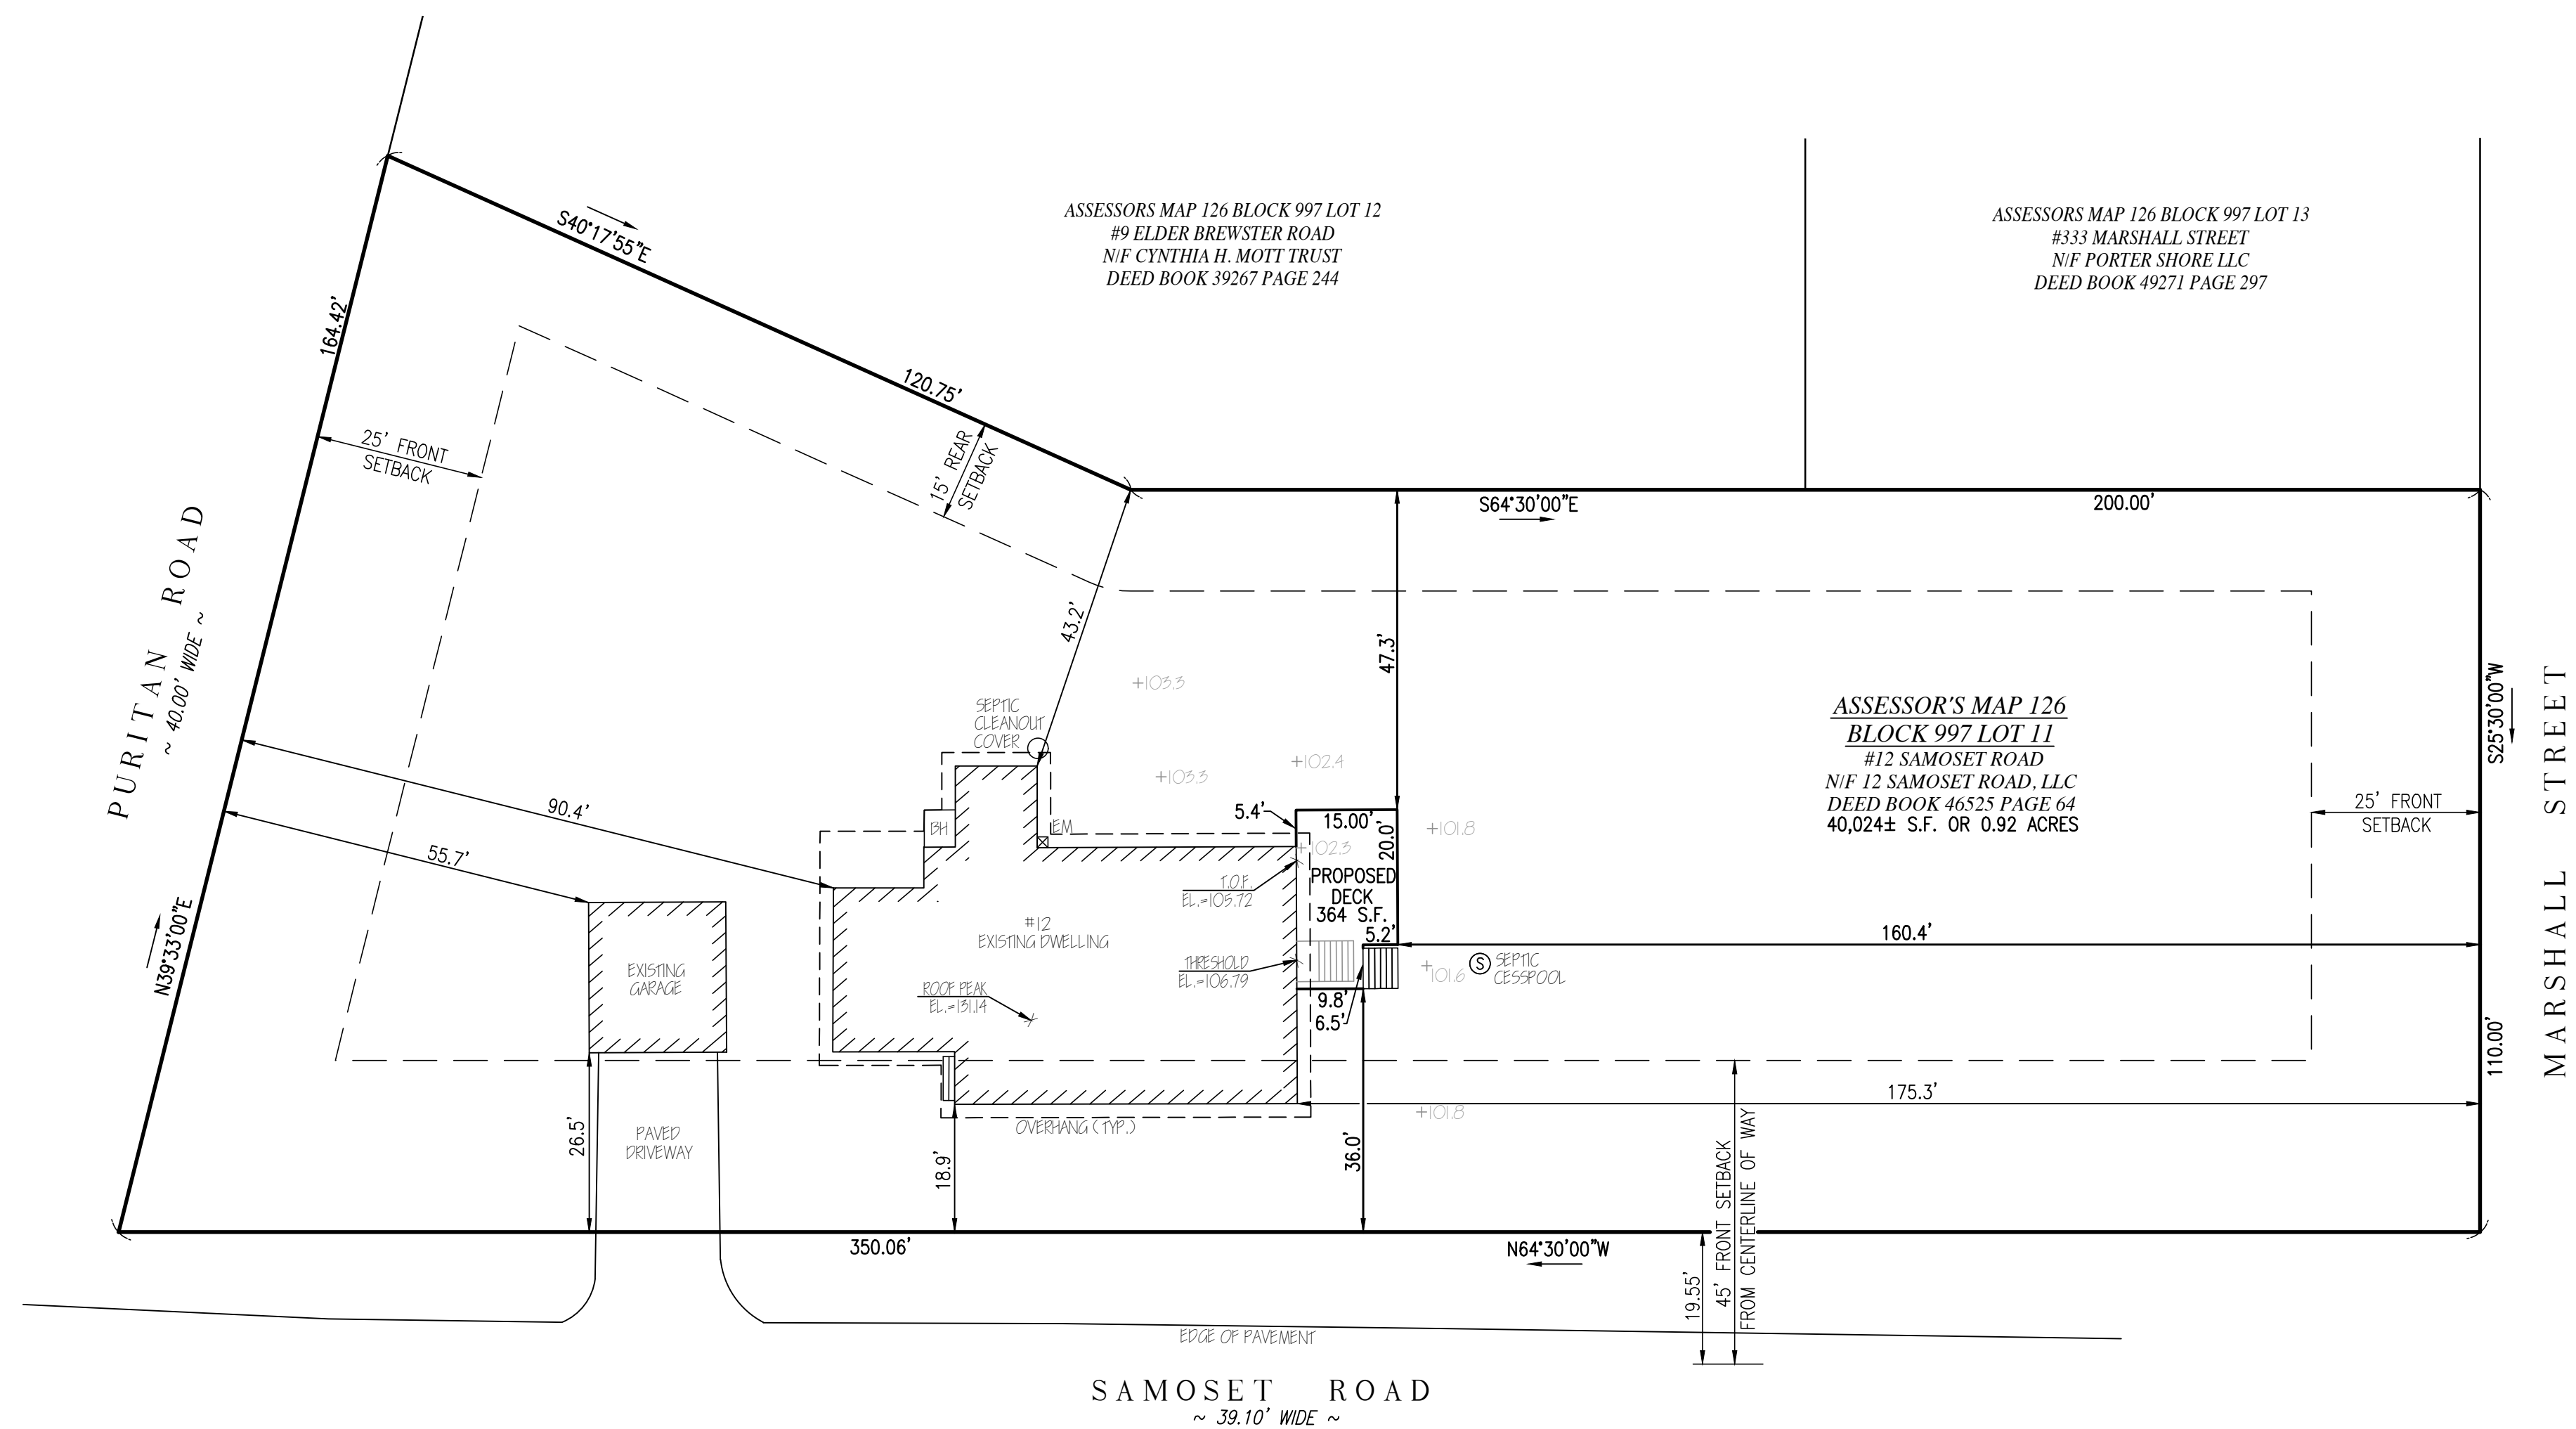 ASSESSORS MAP 126 BLOCK 997 LOT 12
#9 ELDER BREWSTER ROAD
N/F CYNTHIA H. MOTT TRUST
DEED BOOK 39267 PAGE 244
ASSESSORS MAP 126 BLOCK 997 LOT 13
#333 MARSHALL STREET
N/F PORTER SHORE LLC
DEED BOOK 49271 PAGE 297
S40°17'55"E
120.75'
164.42'
25' FRONT
SETBACK
15' REAR
SETBACK
S64°30'00"E
200.00'
PURITAN ROAD
~ 40.00' WIDE ~
N39°33'00"E
43.2'
47.3'
+103.3
+103.3
+102.4
SEPTIC
CLEANOUT
COVER
BH
EM
90.4'
55.7'
5.4'
15.00'
20.0'
+102.3
+101.8
PROPOSED
DECK
364 S.F.
5.2'
T.O.F.
EL.=105.72
#12
EXISTING DWELLING
THRESHOLD
EL.=106.79
ROOF PEAK
EL.=131.14
EXISTING
GARAGE
9.8'
6.5'
+101.6
S
SEPTIC
CESSPOOL
160.4'
ASSESSOR'S MAP 126
BLOCK 997 LOT 11
#12 SAMOSET ROAD
N/F 12 SAMOSET ROAD, LLC
DEED BOOK 46525 PAGE 64
40,024± S.F. OR 0.92 ACRES
25' FRONT
SETBACK
S25°30'00"W
110.00'
MARSHALL STREET
175.3'
+101.8
OVERHANG (TYP.)
PAVED
DRIVEWAY
26.5'
18.9'
36.0'
350.06'
N64°30'00"W
19.55'
45' FRONT SETBACK
FROM CENTERLINE OF WAY
EDGE OF PAVEMENT
SAMOSET ROAD
~ 39.10' WIDE ~